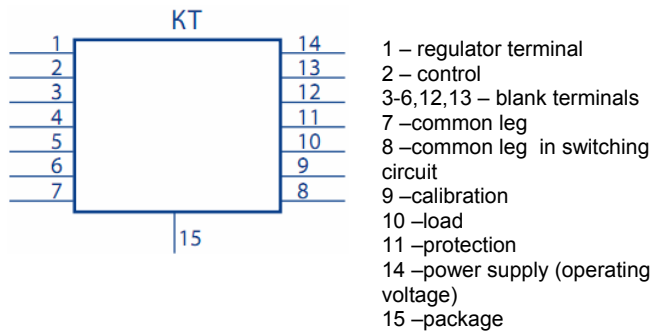 КТ
1
2
3
4
5
6
7
14
13
12
11
10
9
8
15
1 – regulator terminal
2 – control
3-6,12,13 – blank terminals
7 –common leg
8 –common leg in switching
circuit
9 –calibration
10 –load
11 –protection
14 –power supply (operating
voltage)
15 –package